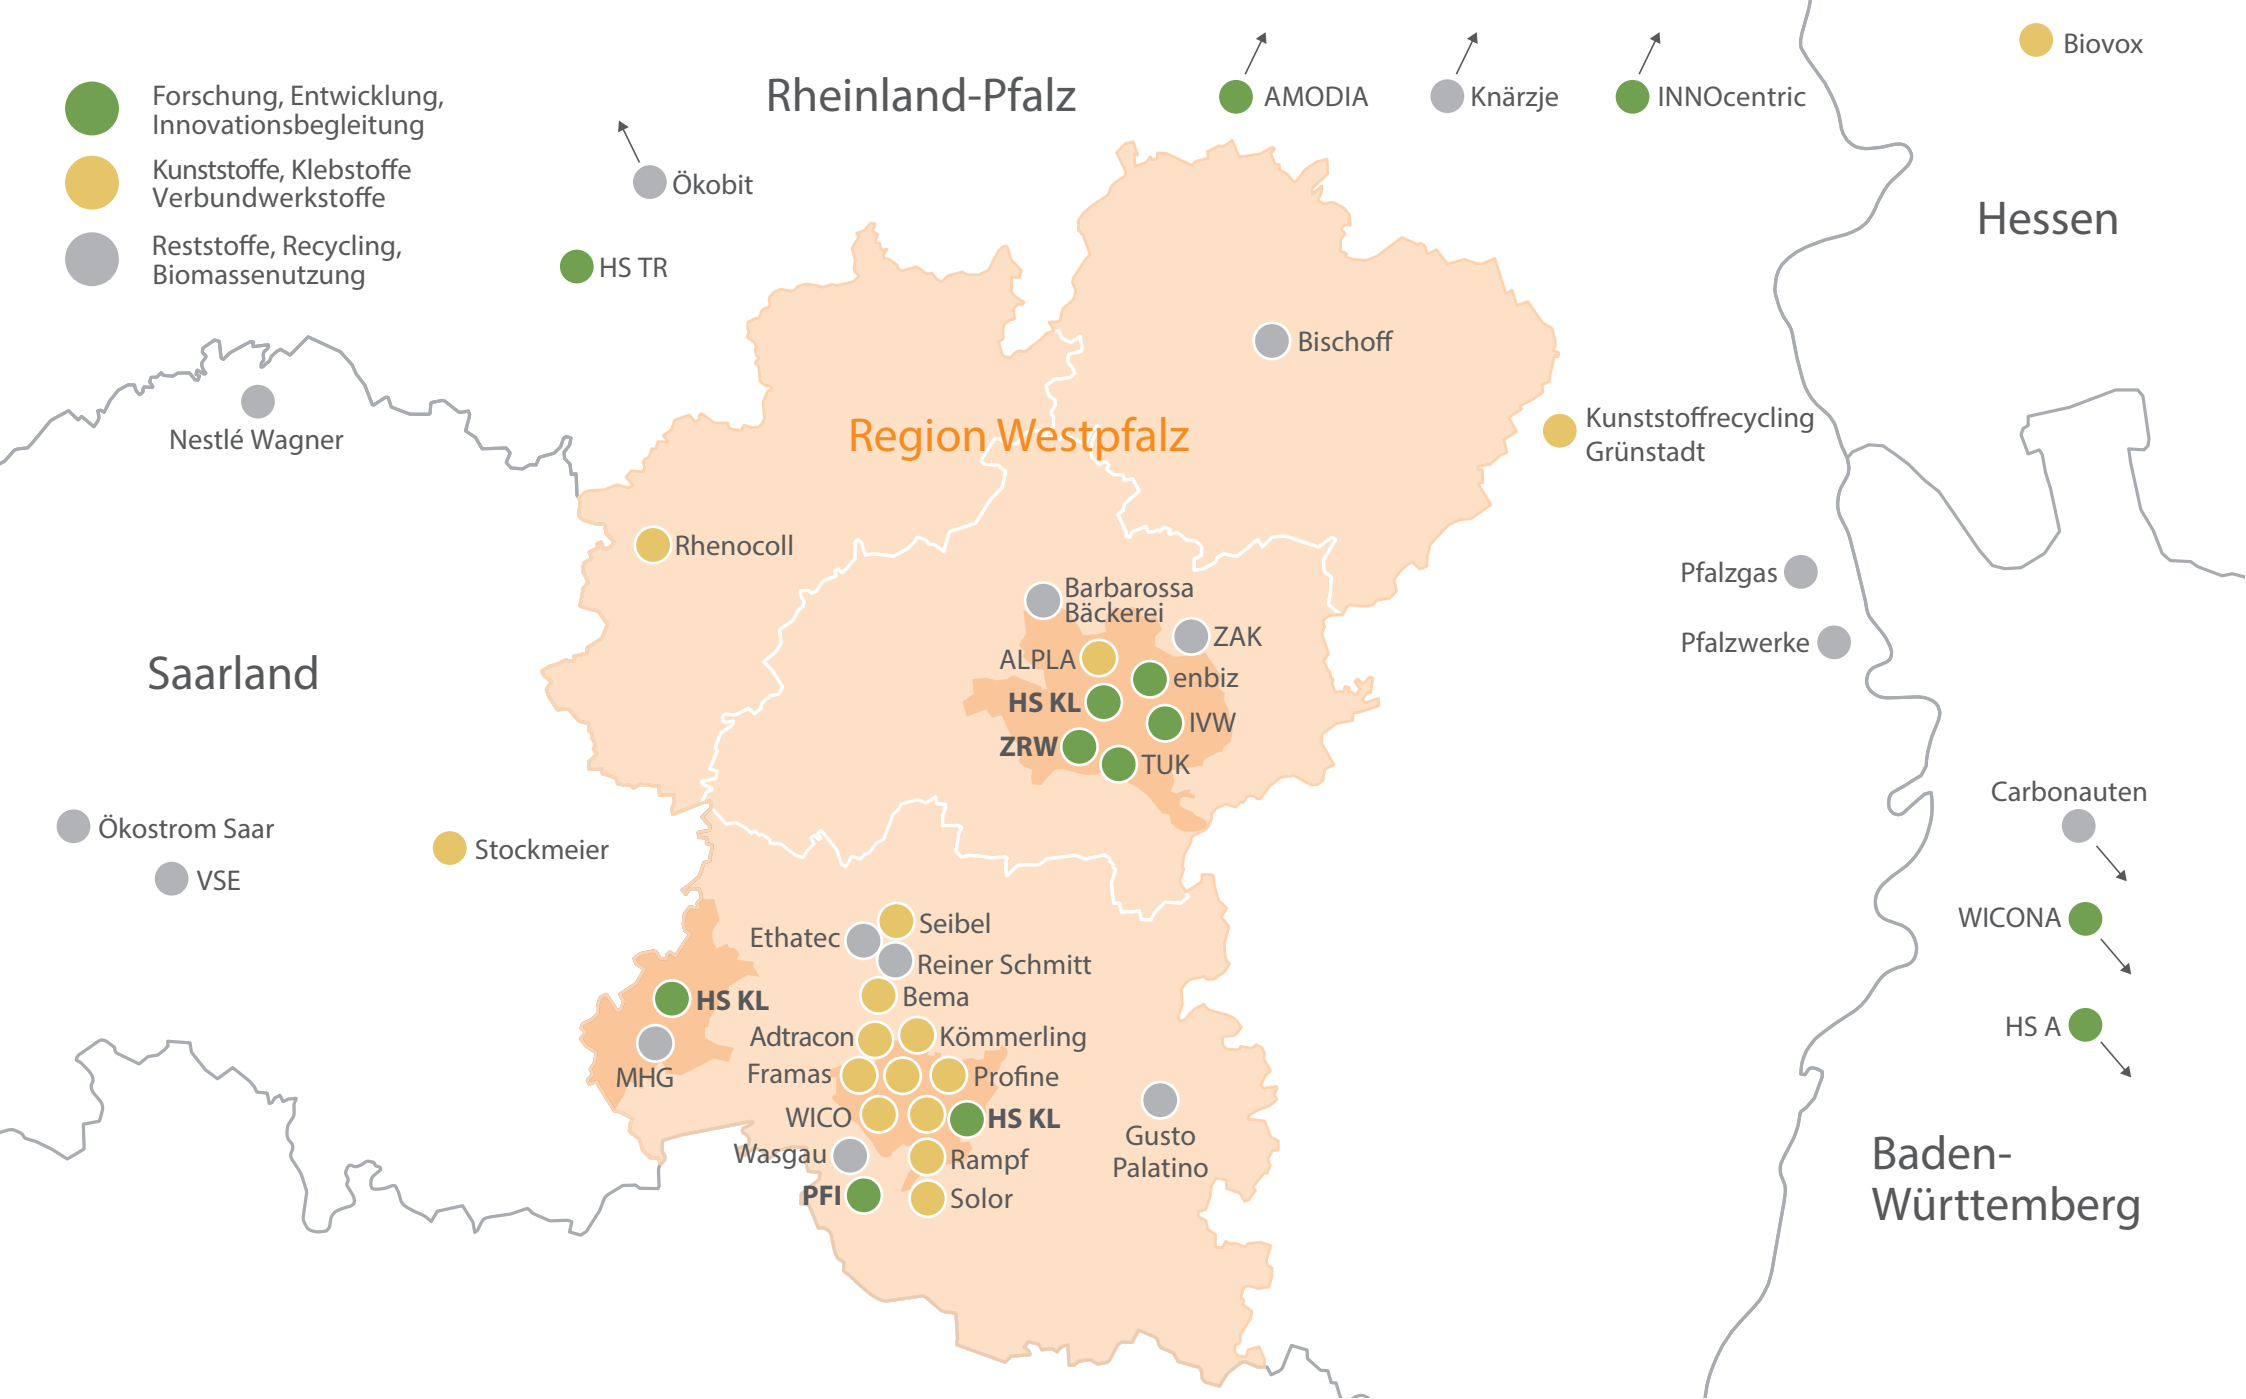 Forschung, Entwicklung,
Innovationsbegleitung
Kunststoffe, Klebstoffe
Verbundwerkstoffe
Reststoffe, Recycling,
Biomassenutzung
Rheinland-Pfalz
AMODIA
Knärzje
INNOcentric
Biovox
Ökobit
HS TR
Hessen
Bischoff
Nestlé Wagner
Region Westpfalz
Kunststoffrecycling
Grünstadt
Rhenocoll
Pfalzgas
Pfalzwerke
Barbarossa
Bäckerei
ZAK
ALPLA
enbiz
HS KL
IVW
ZRW
TUK
Saarland
Ökostrom Saar
VSE
Stockmeier
Carbonauten
WICONA
HS A
Seibel
Ethatec
Reiner Schmitt
Bema
HS KL
MHG
Adtracon
Kömmerling
Framas
Profine
WICO
HS KL
Wasgau
Rampf
PFI
Solor
Gusto
Palatino
Baden-
Württemberg